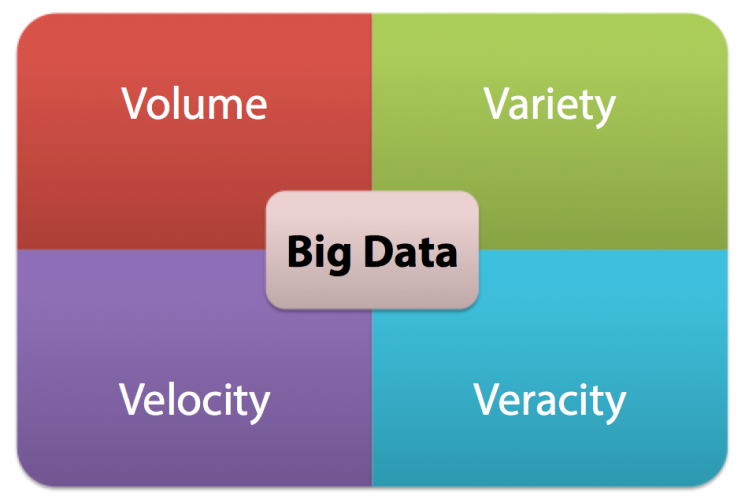 Volume
Variety
Big Data
Velocity
Veracity